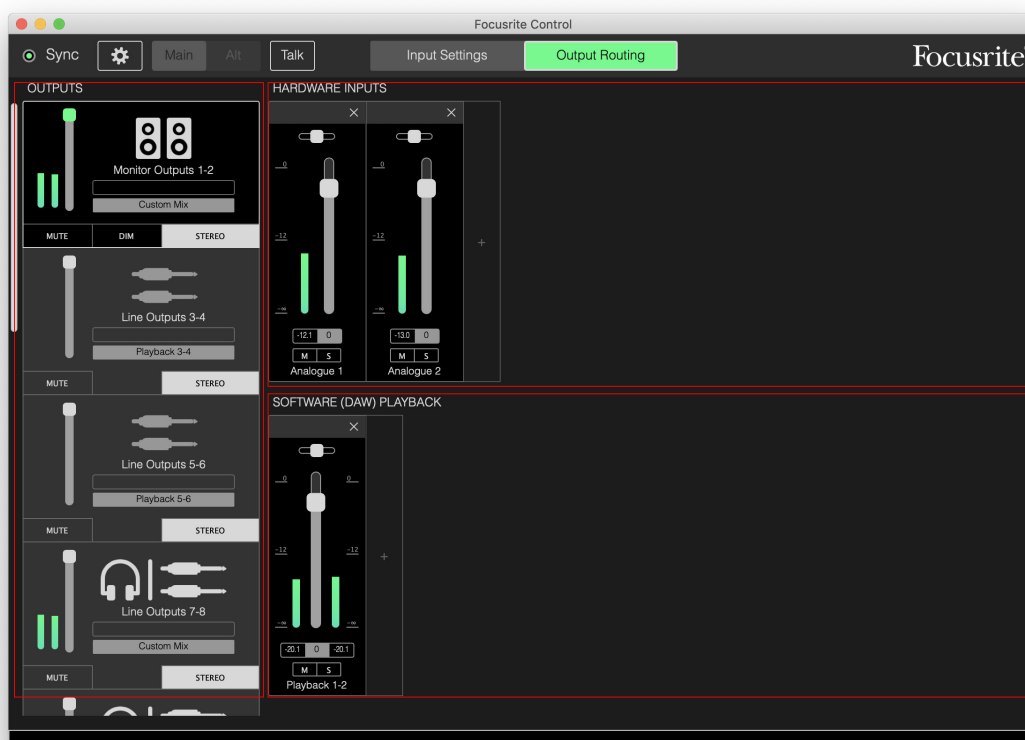 Focusrite Control
Sync
Main
Alt
Talk
Input Settings
Output Routing
Focusrite
OUTPUTS
Monitor Outputs 1-2
Custom Mix
MUTE DIM STEREO
Line Outputs 3-4
Playback 3-4
MUTE STEREO
Line Outputs 5-6
Playback 5-6
MUTE STEREO
Line Outputs 7-8
Custom Mix
MUTE STEREO
HARDWARE INPUTS
0 0
-12 -12
-∞ -∞
-12.1 0 -13.0 0
M S M S
Analogue 1 Analogue 2
+
SOFTWARE (DAW) PLAYBACK
0 0
-12 -12
-∞ -∞
-20.1 0 -20.1
M S
Playback 1-2
+